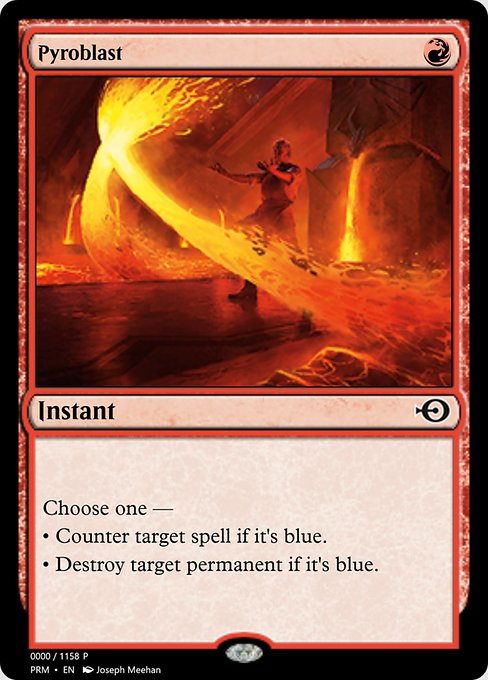 Pyroblast
Instant
Choose one —
• Counter target spell if it's blue.
• Destroy target permanent if it's blue.
0000 / 1158 P
PRM • EN Joseph Meehan